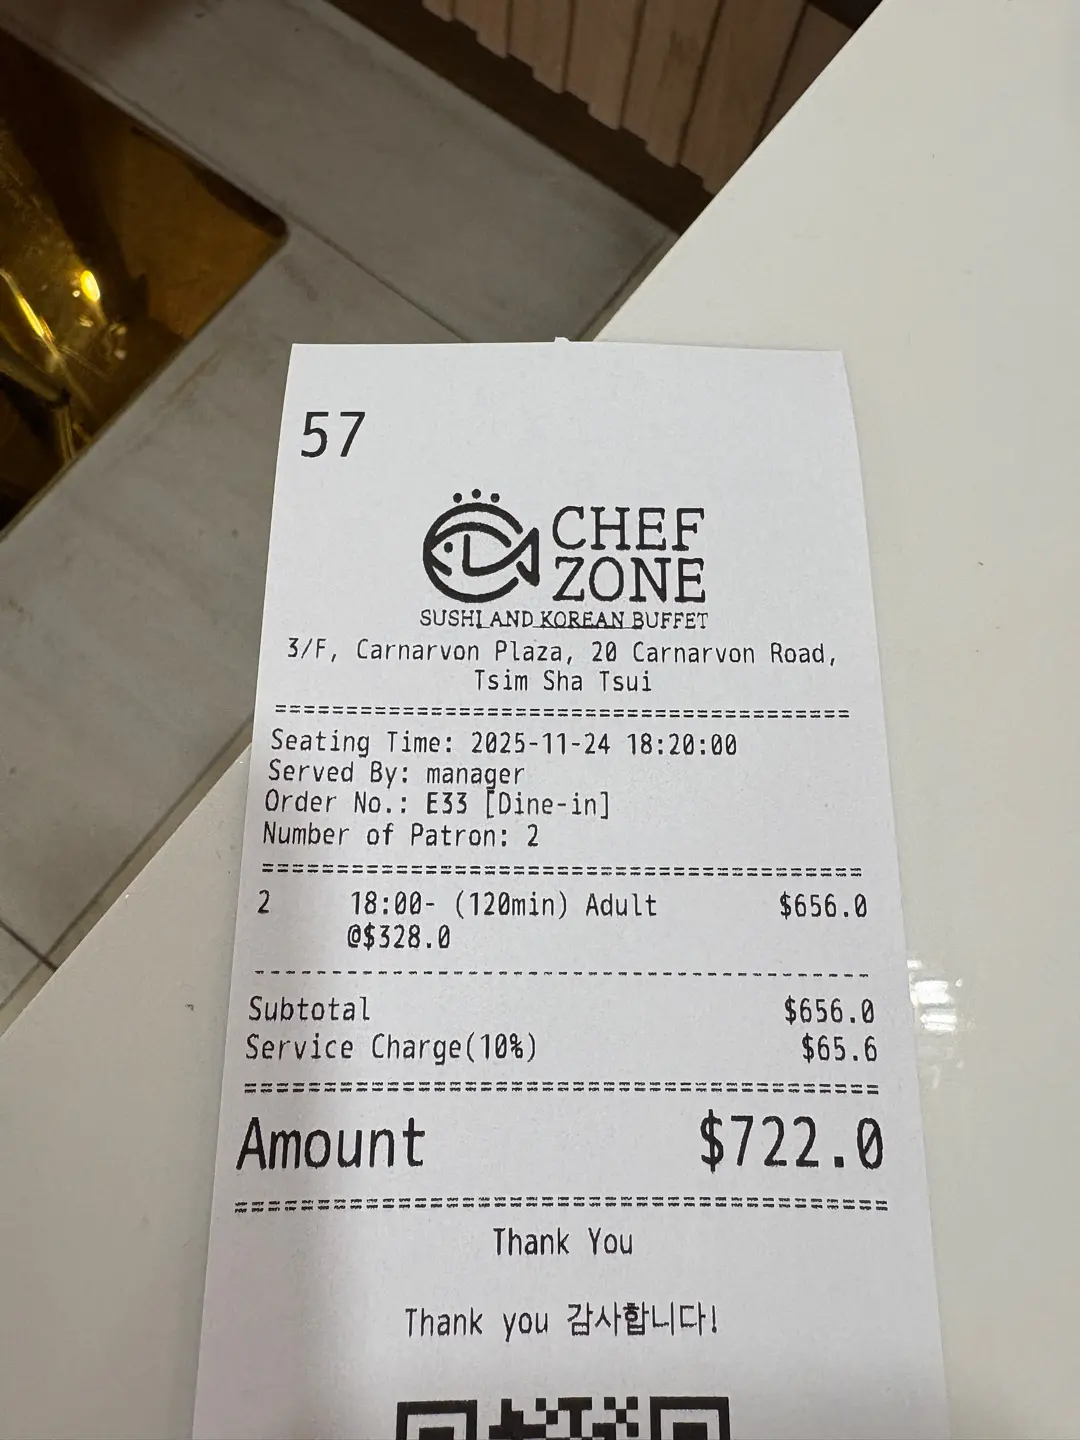 57
CHEF
ZONE
SUSHI AND KOREAN BUFFET
3/F, Carnarvon Plaza, 20 Carnarvon Road,
Tsim Sha Tsui
Seating Time: 2025-11-24 18:20:00
Served By: manager
Order No.: E33 [Dine-in]
Number of Patron: 2
2 18:00- (120min) Adult $656.0
@$328.0
Subtotal $656.0
Service Charge(10%) $65.6
Amount $722.0
Thank You
Thank you 감사합니다!